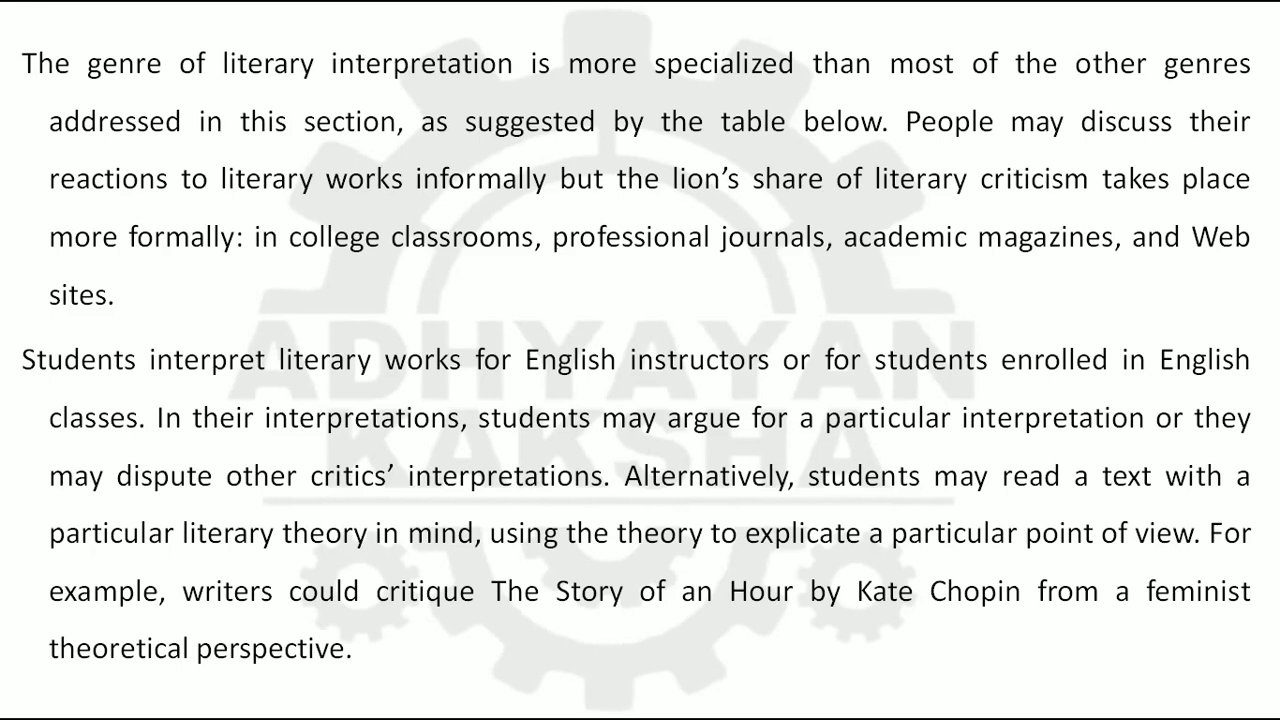 The genre of literary interpretation is more specialized than most of the other genres
addressed in this section, as suggested by the table below. People may discuss their
reactions to literary works informally but the lion’s share of literary criticism takes place
more formally: in college classrooms, professional journals, academic magazines, and Web
sites.
Students interpret literary works for English instructors or for students enrolled in English
classes. In their interpretations, students may argue for a particular interpretation or they
may dispute other critics’ interpretations. Alternatively, students may read a text with a
particular literary theory in mind, using the theory to explicate a particular point of view. For
example, writers could critique The Story of an Hour by Kate Chopin from a feminist
theoretical perspective.
ADHYAYAN
KAKSHA